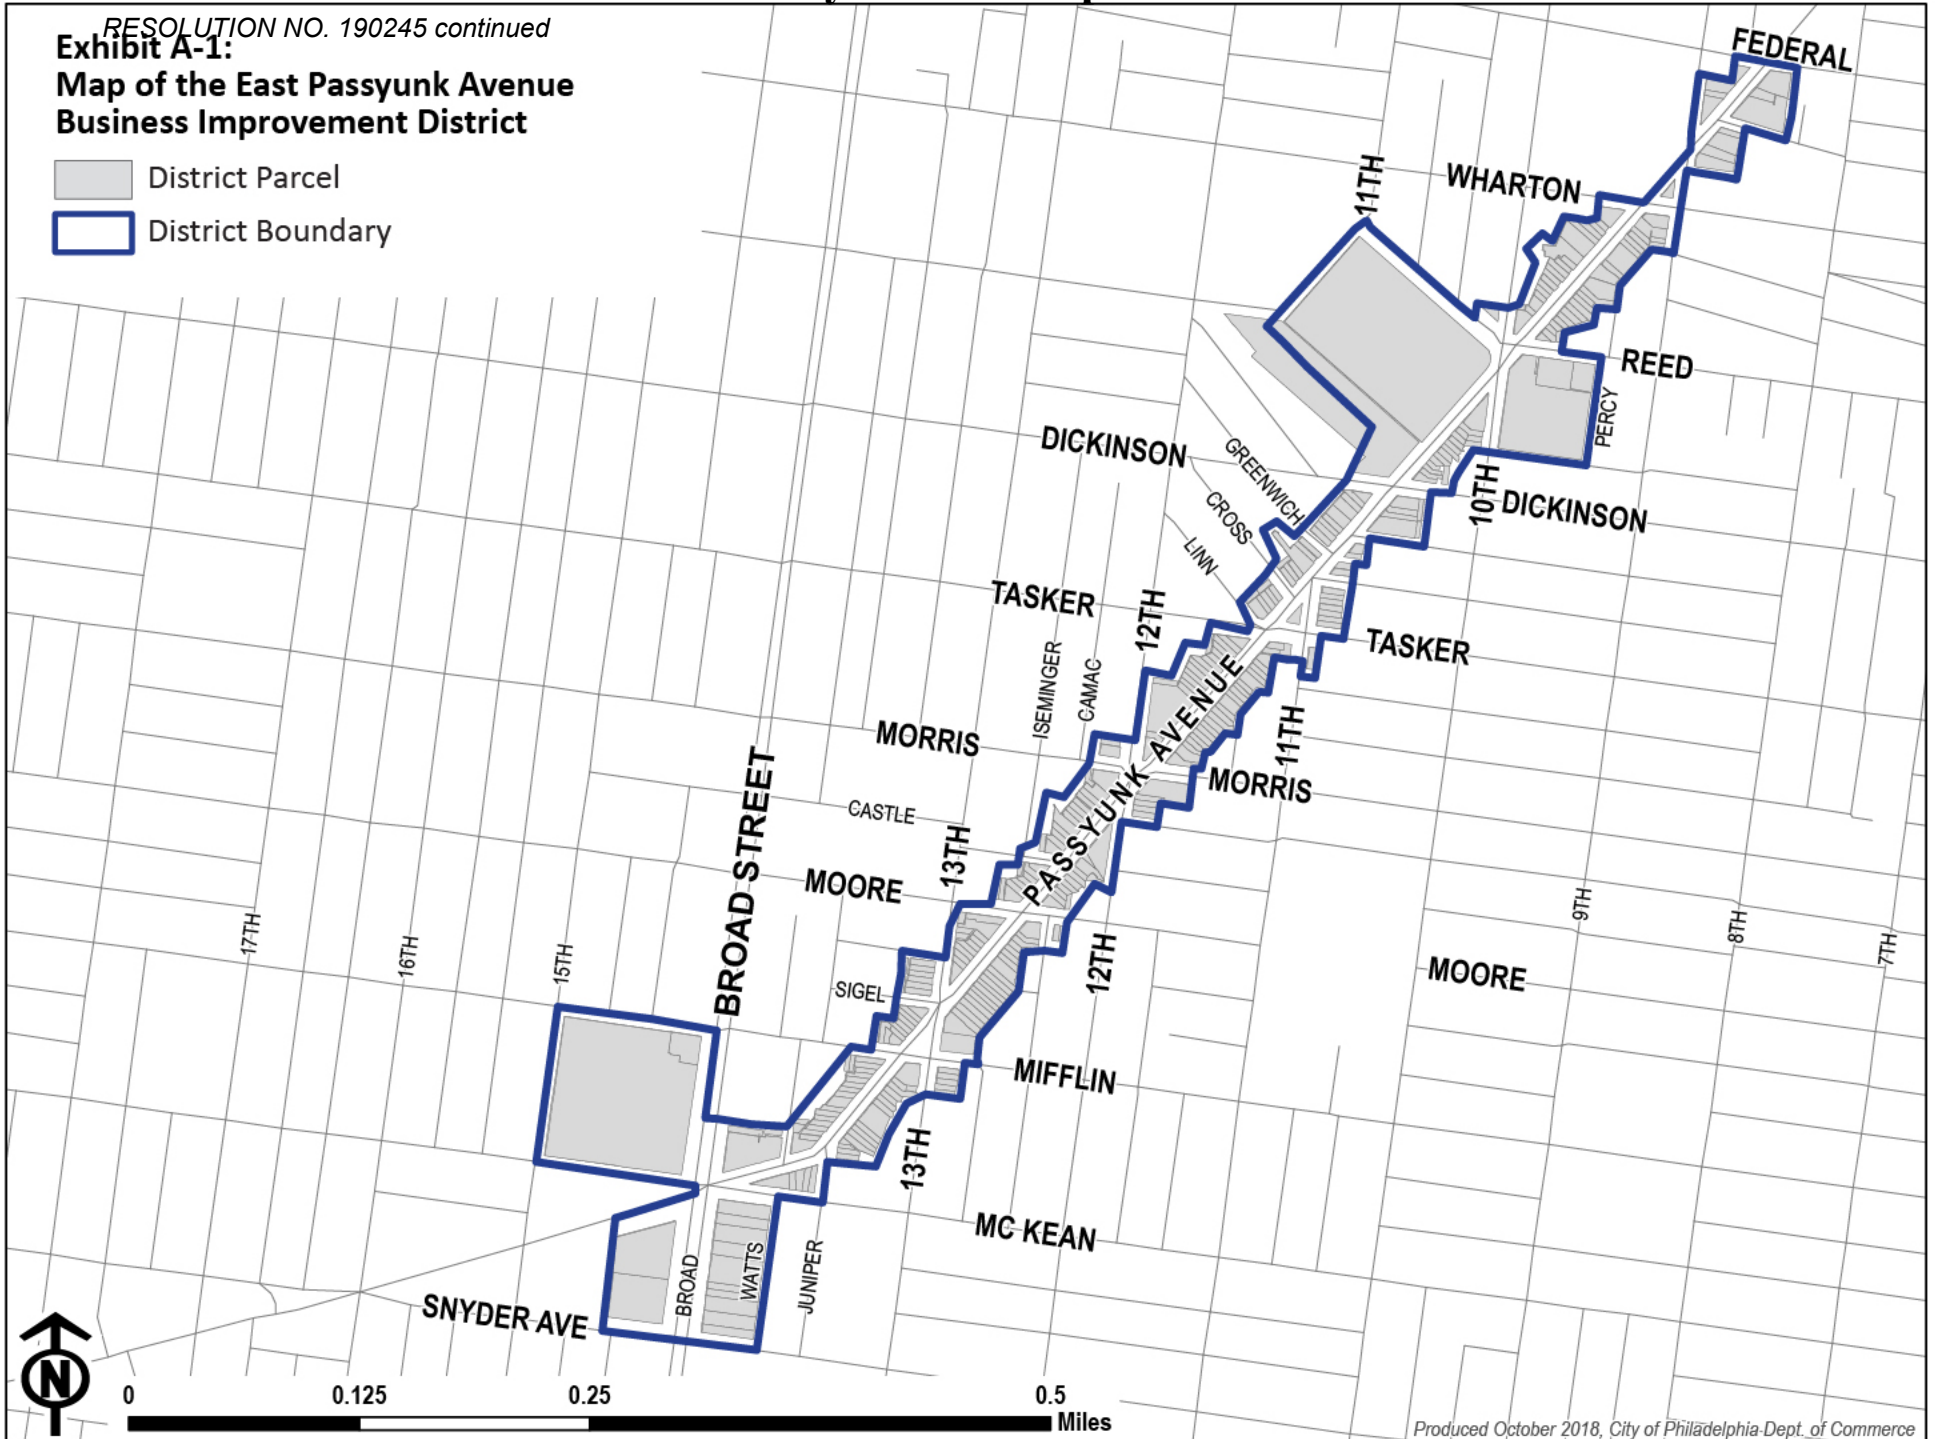 RESOLUTION NO. 190245 continued
Exhibit A-1:
Map of the East Passyunk Avenue
Business Improvement District
District Parcel
District Boundary
FEDERAL
WHARTON
11TH
REED
PERCY
DICKINSON
GREENWICH
CROSS
LINN
10TH
DICKINSON
TASKER
12TH
TASKER
ISEMINGER
CAMAC
PASSYUNK AVENUE
11TH
MORRIS
MORRIS
BROAD STREET
CASTLE
13TH
MOORE
17TH
16TH
15TH
SIGEL
12TH
9TH
8TH
7TH
MOORE
MIFFLIN
13TH
MC KEAN
BROAD
WATTS
JUNIPER
SNYDER AVE
N
0 0.125 0.25 0.5
Miles
Produced October 2018, City of Philadelphia-Dept. of Commerce